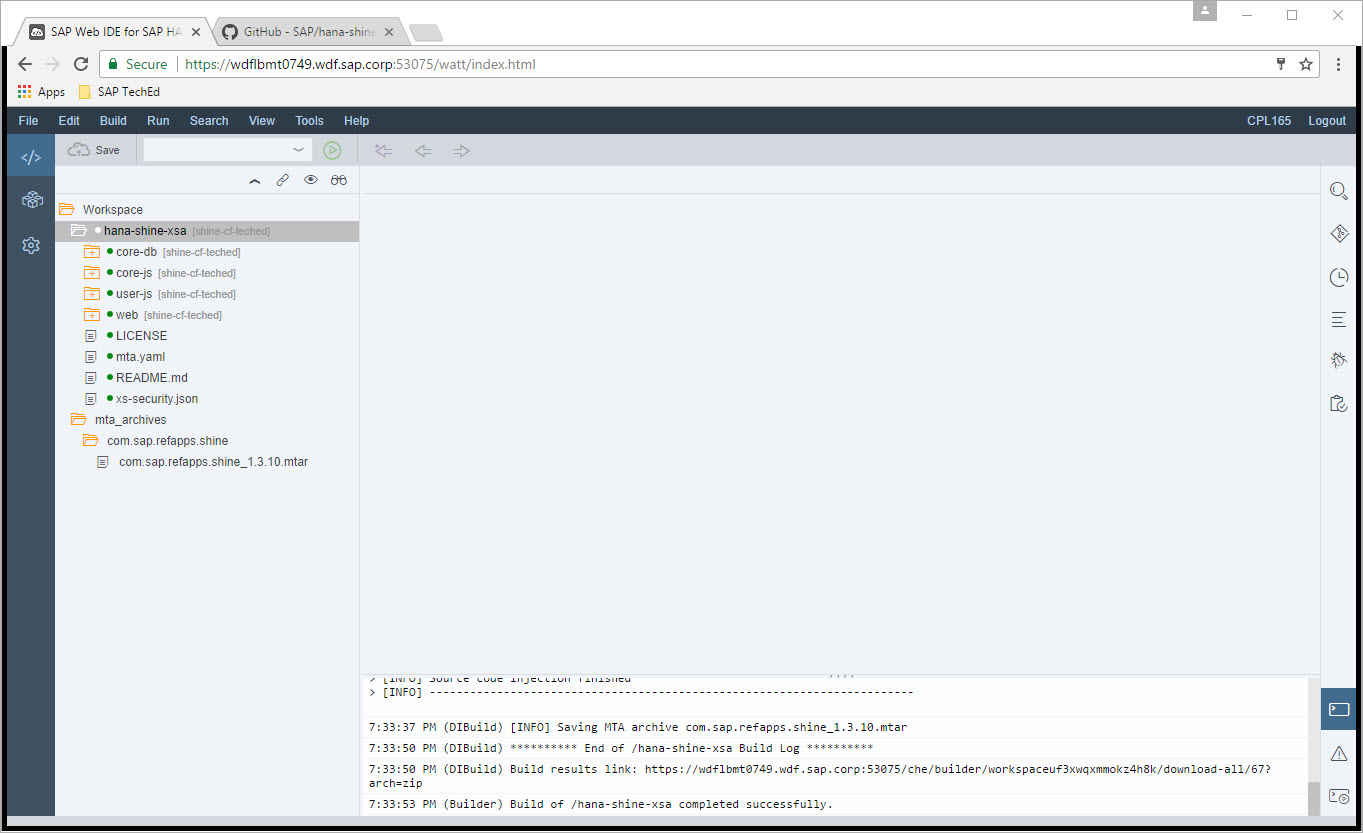 SAP Web IDE for SAP HA
GitHub - SAP/hana-shine
Secure
https://wdflbmt0749.wdf.sap.corp:53075/watt/index.html
Apps
SAP TechEd
File Edit Build Run Search View Tools Help
CPL165 Logout
Save
Workspace
hana-shine-xsa [shine-cf-teched]
core-db [shine-cf-teched]
core-js [shine-cf-teched]
user-js [shine-cf-teched]
web [shine-cf-teched]
LICENSE
mta.yaml
README.md
xs-security.json
mta_archives
com.sap.refapps.shine
com.sap.refapps.shine_1.3.10.mtar
> [INFO] Source code injection finished
> [INFO] ------------------------------------------------------------------------
7:33:37 PM (DIBuild) [INFO] Saving MTA archive com.sap.refapps.shine_1.3.10.mtar
7:33:50 PM (DIBuild) ********** End of /hana-shine-xsa Build Log **********
7:33:50 PM (DIBuild) Build results link: https://wdflbmt0749.wdf.sap.corp:53075/che/builder/workspaceuf3xwqxmmokz4h8k/download-all/67?
arch=zip
7:33:53 PM (Builder) Build of /hana-shine-xsa completed successfully.